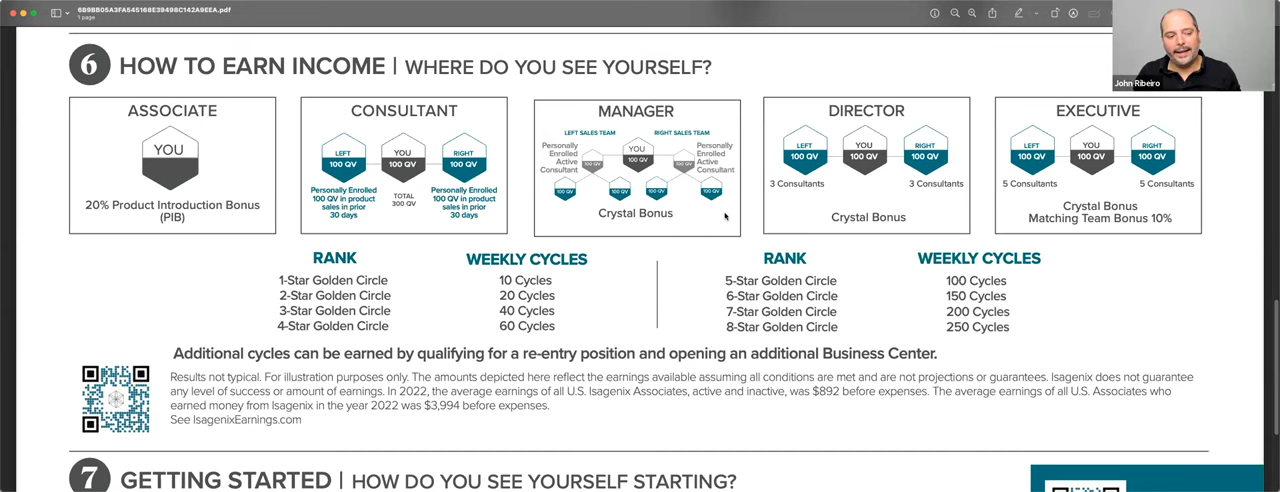 6B9BB05A3FA545168E39498C142A9EEA.pdf
1 page
John Ribeiro
6 HOW TO EARN INCOME | WHERE DO YOU SEE YOURSELF?
ASSOCIATE
YOU
20% Product Introduction Bonus
(PIB)
CONSULTANT
LEFT YOU RIGHT
100 QV 100 QV 100 QV
Personally Enrolled
100 QV in product
sales in prior
30 days
TOTAL
300 QV
Personally Enrolled
100 QV in product
sales in prior
30 days
MANAGER
LEFT SALES TEAM RIGHT SALES TEAM
Personally
Enrolled
Active
Consultant
YOU
100 QV
Personally
Enrolled
Active
Consultant
100 QV 100 QV
100 QV 100 QV 100 QV 100 QV
Crystal Bonus
DIRECTOR
LEFT YOU RIGHT
100 QV 100 QV 100 QV
3 Consultants 3 Consultants
Crystal Bonus
EXECUTIVE
LEFT YOU RIGHT
100 QV 100 QV 100 QV
5 Consultants 5 Consultants
Crystal Bonus
Matching Team Bonus 10%
RANK WEEKLY CYCLES
1-Star Golden Circle 10 Cycles
2-Star Golden Circle 20 Cycles
3-Star Golden Circle 40 Cycles
4-Star Golden Circle 60 Cycles
RANK WEEKLY CYCLES
5-Star Golden Circle 100 Cycles
6-Star Golden Circle 150 Cycles
7-Star Golden Circle 200 Cycles
8-Star Golden Circle 250 Cycles
Additional cycles can be earned by qualifying for a re-entry position and opening an additional Business Center.
Results not typical. For illustration purposes only. The amounts depicted here reflect the earnings available assuming all conditions are met and are not projections or guarantees. Isagenix does not guarantee
any level of success or amount of earnings. In 2022, the average earnings of all U.S. Isagenix Associates, active and inactive, was $892 before expenses. The average earnings of all U.S. Associates who
earned money from Isagenix in the year 2022 was $3,994 before expenses.
See IsagenixEarnings.com
7 GETTING STARTED | HOW DO YOU SEE YOURSELF STARTING?